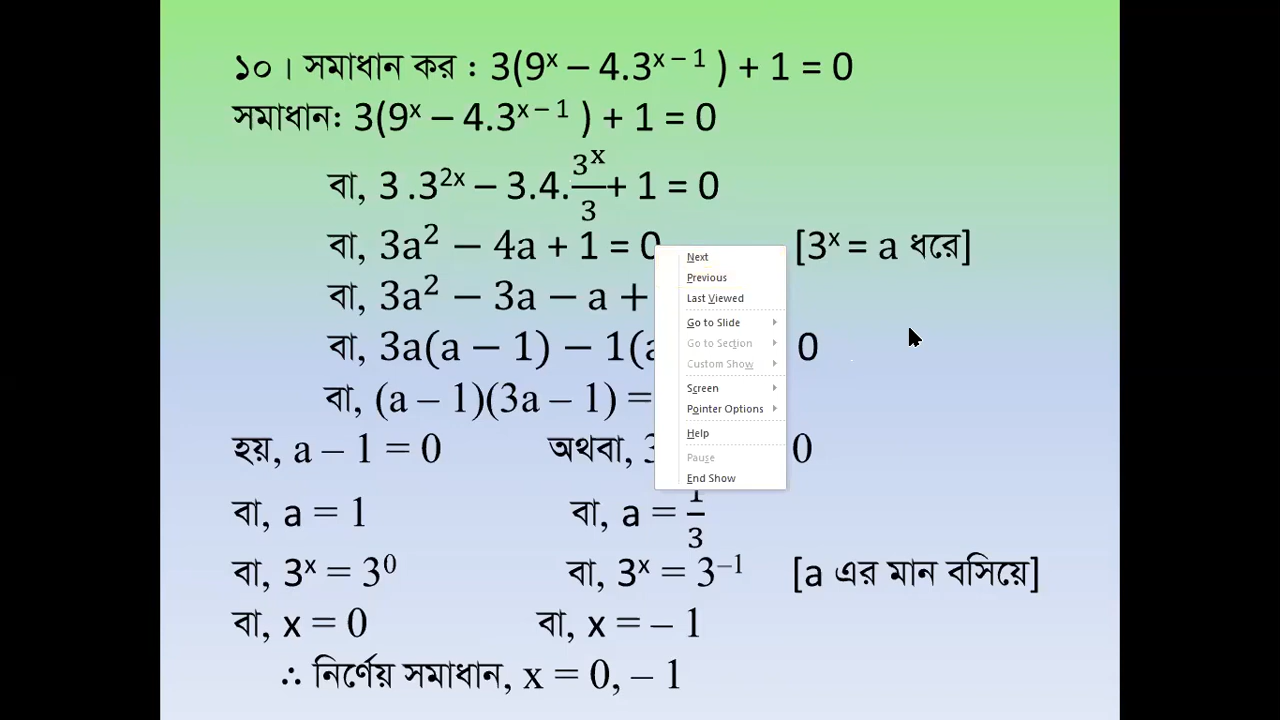 ১০ । সমাধান কর : 3(9ˣ – 4.3ˣ ⁻ ¹ ) + 1 = 0
সমাধান: 3(9ˣ – 4.3ˣ ⁻ ¹ ) + 1 = 0
বা, 3 .3²ˣ – 3.4.3ˣ/3 + 1 = 0
বা, 3a² − 4a + 1 = 0 [3ˣ = a ধরে]
বা, 3a² − 3a − a +
বা, 3a(a − 1) − 1(a 0
বা, (a – 1)(3a – 1) =
হয়, a – 1 = 0 অথবা, 3 0
বা, a = 1 বা, a = 1/3
বা, 3ˣ = 3⁰ বা, 3ˣ = 3⁻¹ [a এর মান বসিয়ে]
বা, x = 0 বা, x = – 1
∴ নির্ণেয় সমাধান, x = 0, – 1
Next
Previous
Last Viewed
Go to Slide
Go to Section
Custom Show
Screen
Pointer Options
Help
Pause
End Show